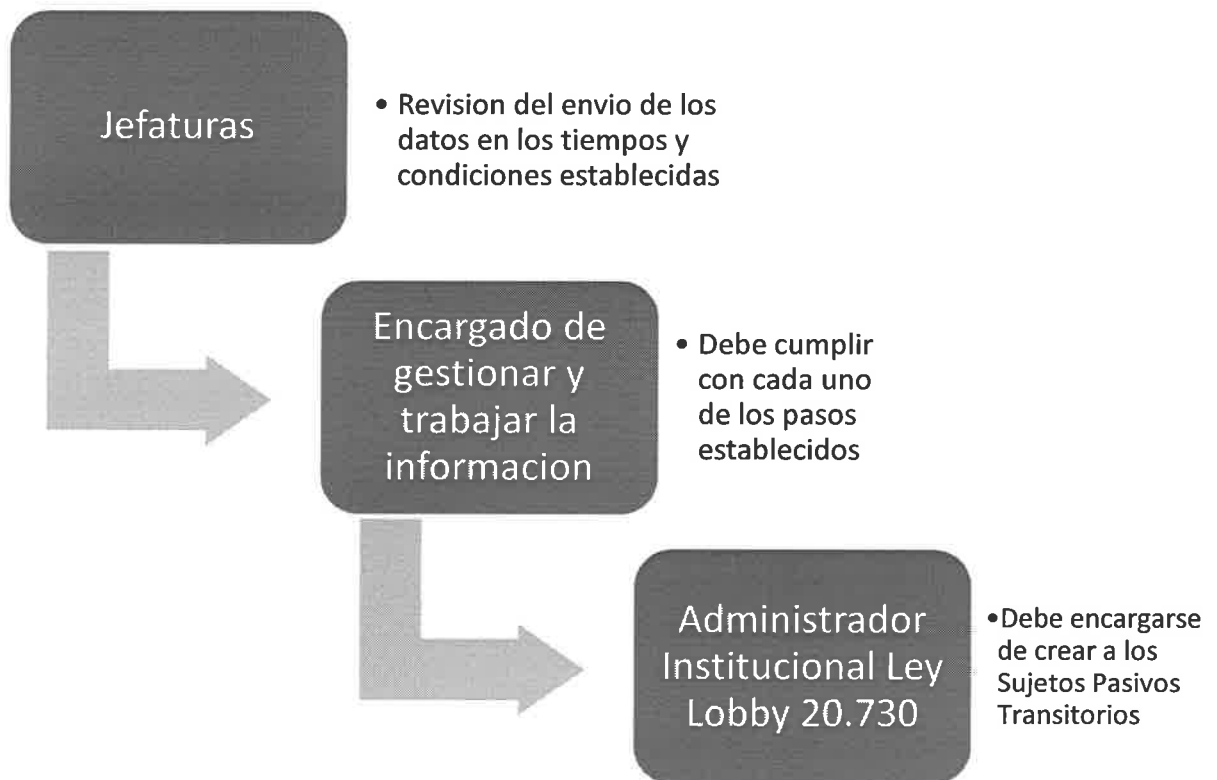 Jefaturas
• Revision del envio de los
datos en los tiempos y
condiciones establecidas
Encargado de
gestionar y
trabajar la
informacion
• Debe cumplir
con cada uno
de los pasos
establecidos
Administrador
Institucional Ley
Lobby 20.730
•Debe encargarse
de crear a los
Sujetos Pasivos
Transitorios